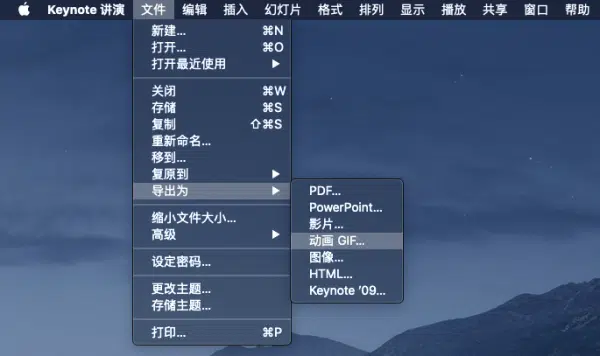 Keynote 讲演 文件 编辑 插入 幻灯片 格式 排列 显示 播放 共享 窗口 帮助
新建... ⌘N
打开... ⌘O
打开最近使用 ▶
关闭 ⌘W
存储 ⌘S
复制 ⇧⌘S
重新命名...
移到...
复原到 ▶
导出为 ▶
PDF...
PowerPoint...
影片...
动画 GIF...
图像...
HTML...
Keynote ’09...
缩小文件大小...
高级 ▶
设定密码...
更改主题...
存储主题...
打印... ⌘P